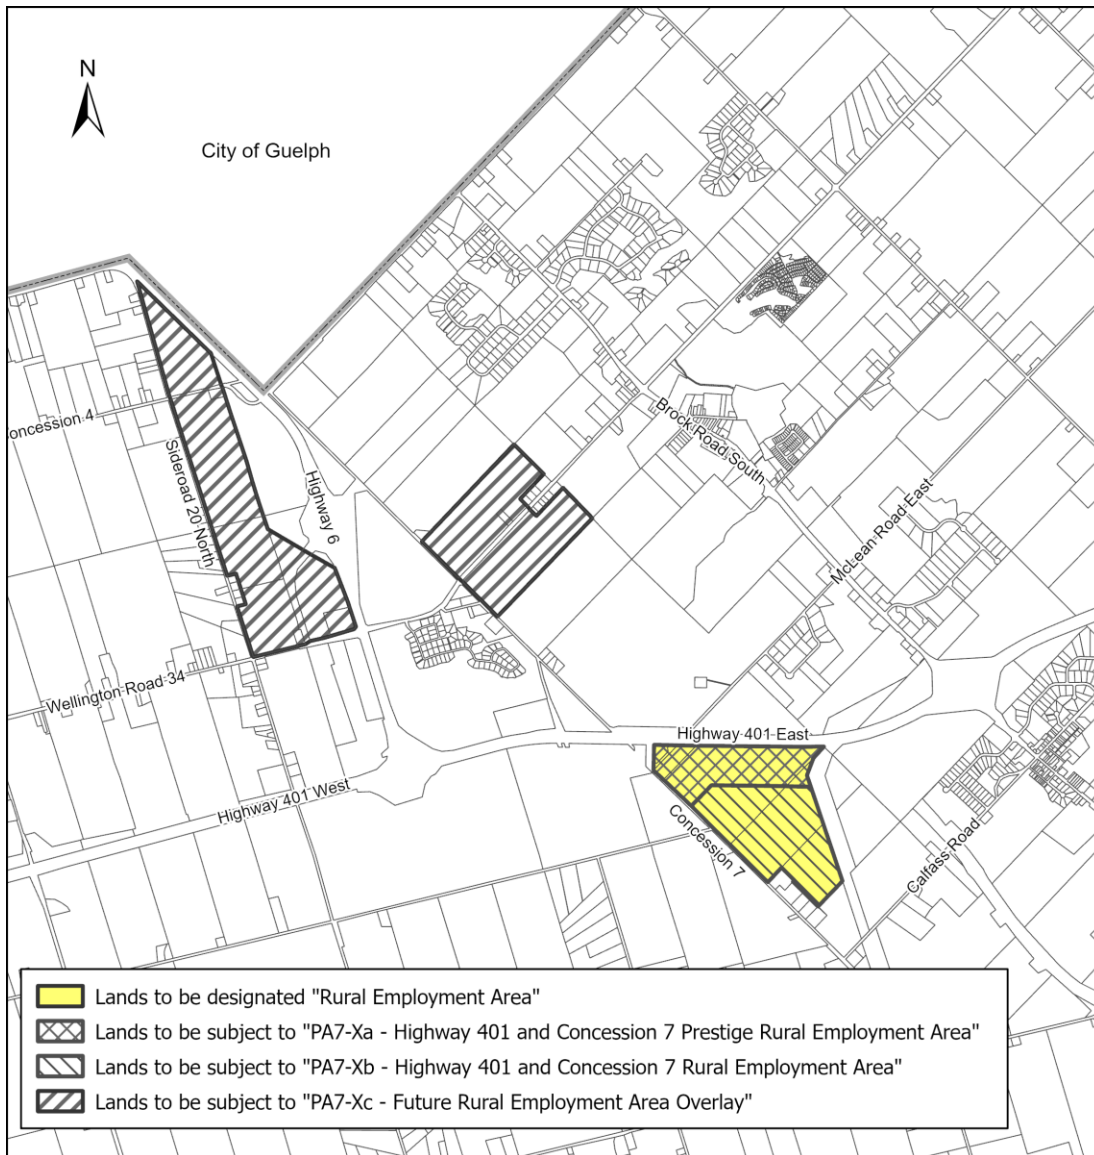 N
City of Guelph
Concession 4
Sideroad 20 North
Highway 6
Brock Road South
McLean Road East
Wellington Road 34
Highway 401 East
Highway 401 West
Concession 7
Calfass Road
Lands to be designated "Rural Employment Area"
Lands to be subject to "PA7-Xa - Highway 401 and Concession 7 Prestige Rural Employment Area"
Lands to be subject to "PA7-Xb - Highway 401 and Concession 7 Rural Employment Area"
Lands to be subject to "PA7-Xc - Future Rural Employment Area Overlay"